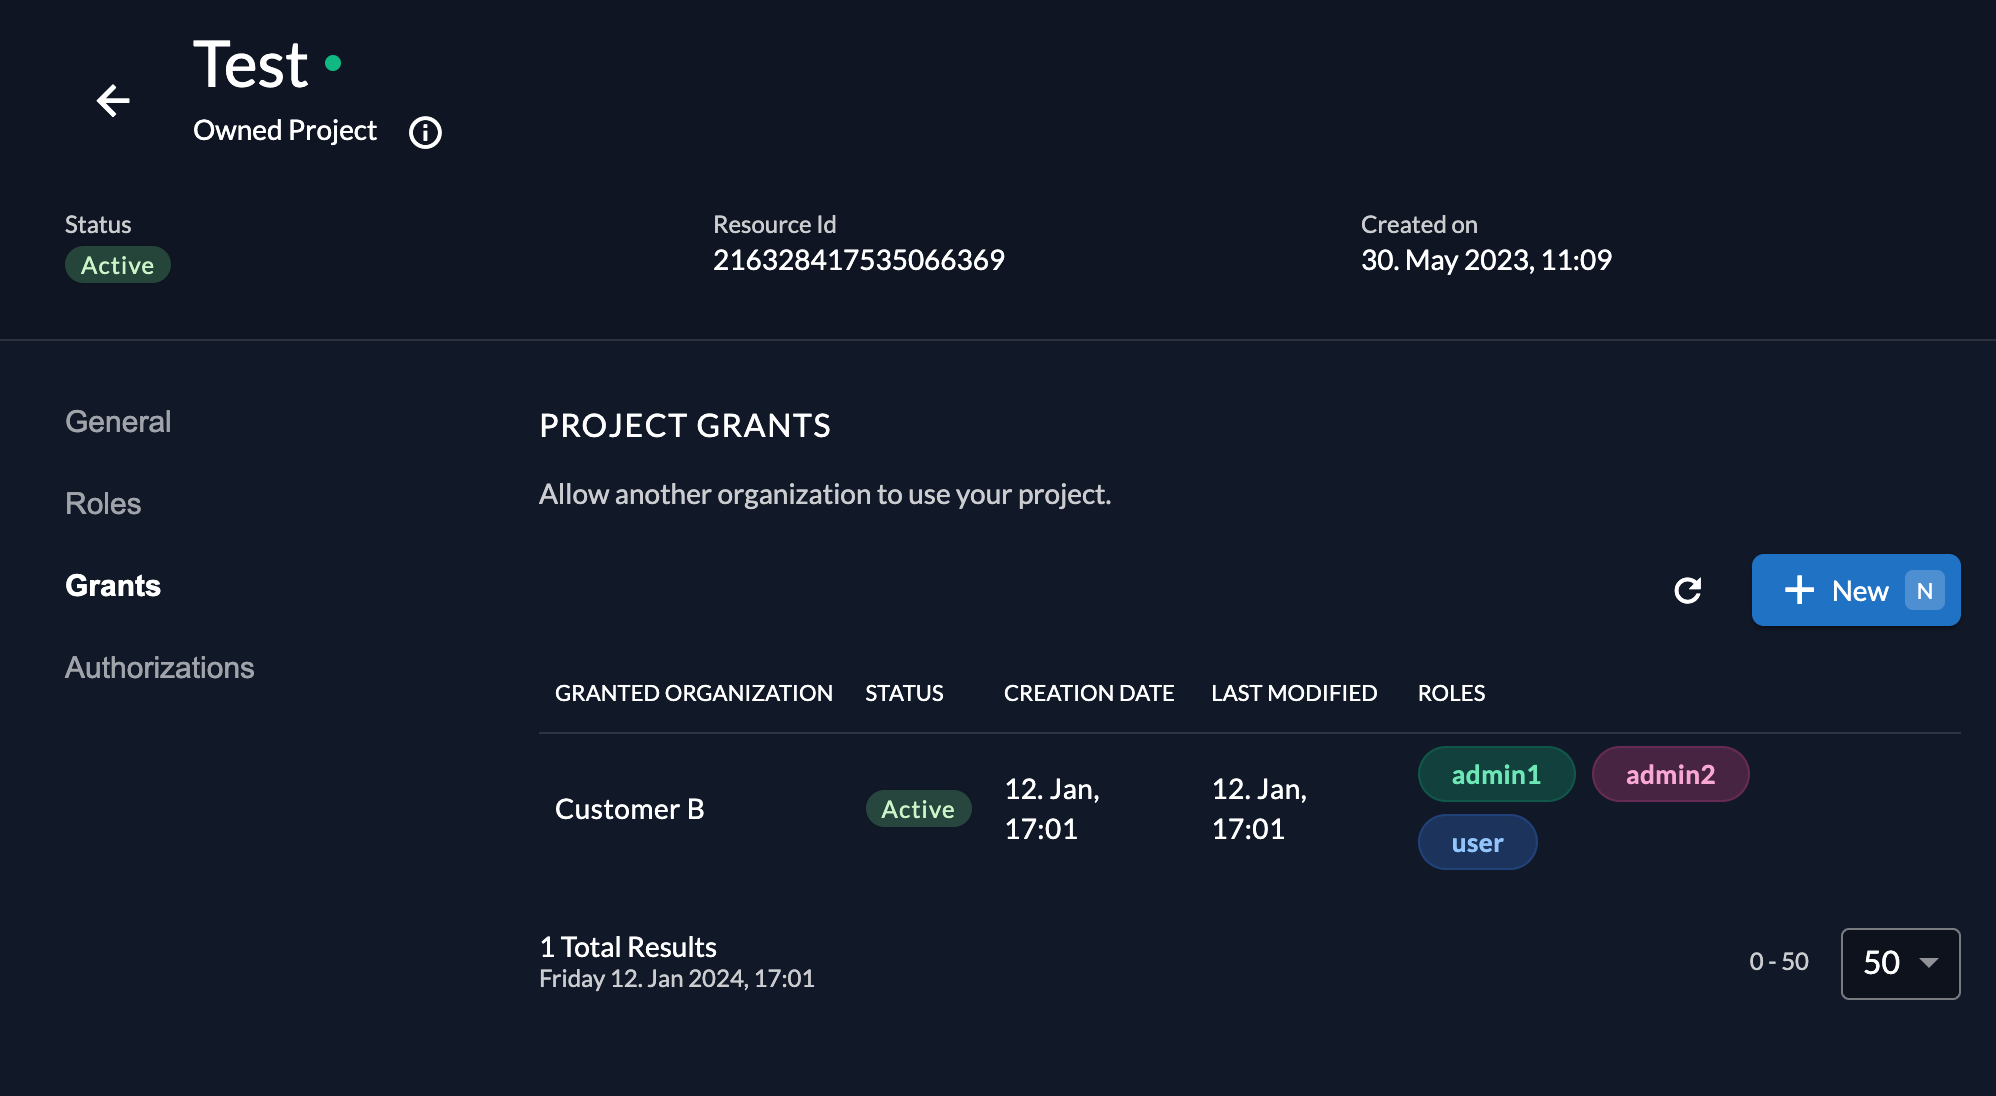 Test
Owned Project
Status
Resource Id
Created on
Active
216328417535066369
30. May 2023, 11:09
General
Roles
Grants
Authorizations
PROJECT GRANTS
Allow another organization to use your project.
New N
GRANTED ORGANIZATION STATUS CREATION DATE LAST MODIFIED ROLES
Customer B
Active
12. Jan,
17:01
12. Jan,
17:01
admin1 admin2
user
1 Total Results
Friday 12. Jan 2024, 17:01
0 - 50
50